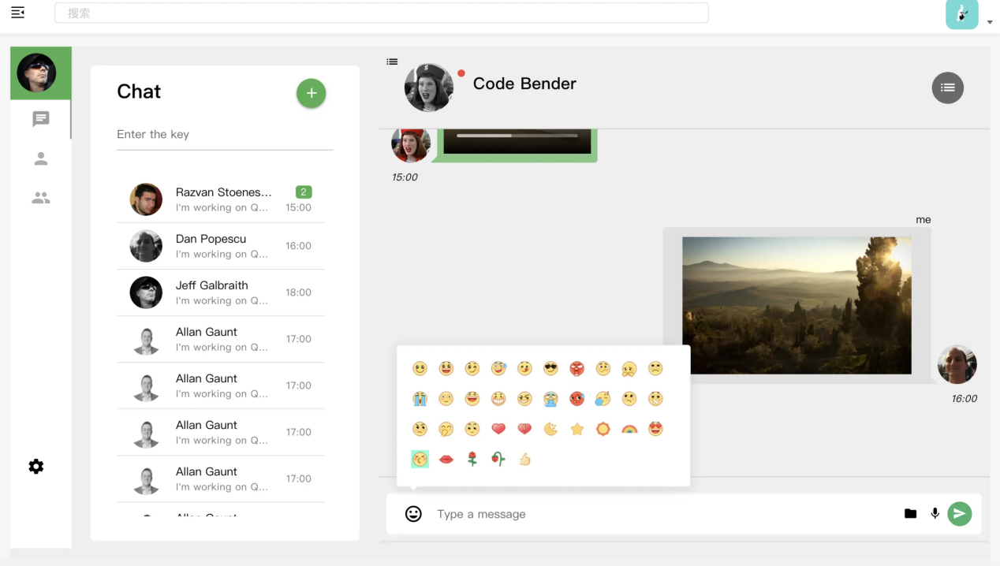 搜索
Chat
Enter the key
Razvan Stoenes...
2
I'm working on Q...
15:00
Dan Popescu
I'm working on Q...
16:00
Jeff Galbraith
I'm working on Q...
18:00
Allan Gaunt
I'm working on Q...
17:00
Allan Gaunt
I'm working on Q...
17:00
Allan Gaunt
I'm working on Q...
17:00
Allan Gaunt
I'm working on Q...
17:00
Allan Gaunt
Code Bender
15:00
me
16:00
Type a message